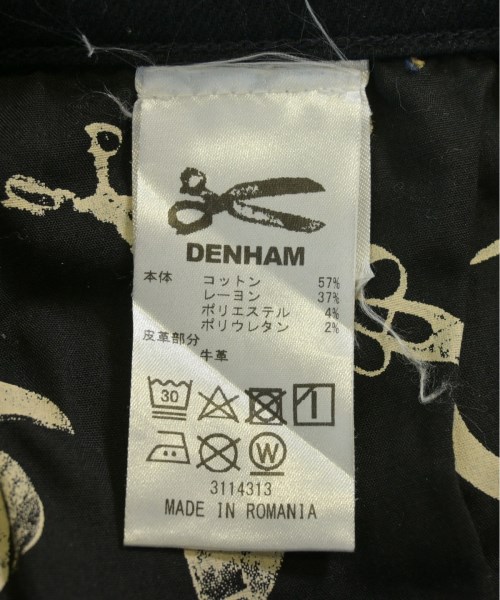 DENHAM
本体 コットン 57%
レーヨン 37%
ポリエステル 4%
ポリウレタン 2%
皮革部分
牛革
30
W
3114313
MADE IN ROMANIA